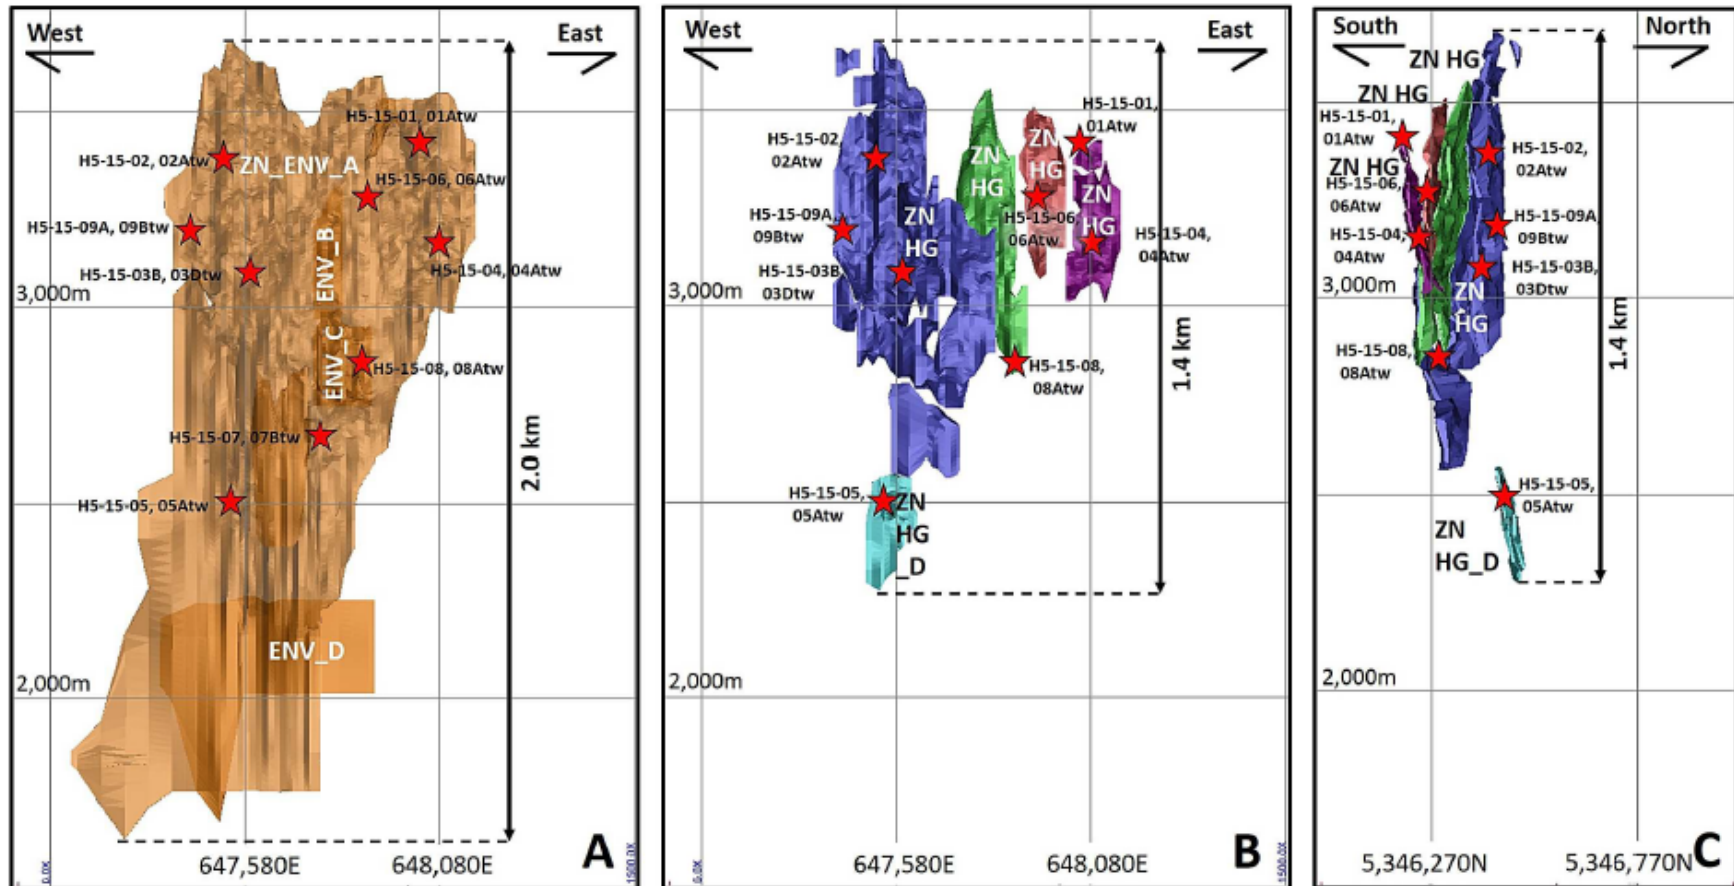 West
East
H5-15-01, 01Atw
H5-15-02, 02Atw
ZN_ENV_A
H5-15-06, 06Atw
H5-15-09A, 09Btw
ENV_B
H5-15-03B, 03Dtw
H5-15-04, 04Atw
3,000m
ENV_C
H5-15-08, 08Atw
H5-15-07, 07Btw
2.0 km
H5-15-05, 05Atw
ENV_D
2,000m
0.0X
647,580E
648,080E
1500.0X
A
West
East
H5-15-01,
01Atw
H5-15-02,
02Atw
ZN
HG
ZN
HG
ZN
HG
H5-15-09A,
09Btw
ZN
HG
H5-15-06,
06Atw
H5-15-04,
04Atw
H5-15-03B,
03Dtw
3,000m
H5-15-08,
08Atw
1.4 km
H5-15-05,
05Atw
ZN
HG
_D
2,000m
0.0X
647,580E
648,080E
1500.0X
B
South
North
ZN HG
ZN HG
H5-15-01,
01Atw
ZN HG
H5-15-02,
02Atw
H5-15-06,
06Atw
H5-15-09A,
09Btw
H5-15-04,
04Atw
H5-15-03B,
03Dtw
3,000m
ZN
HG
H5-15-08,
08Atw
1.4 km
H5-15-05,
05Atw
ZN
HG_D
2,000m
5,346,270N
5,346,770N
C